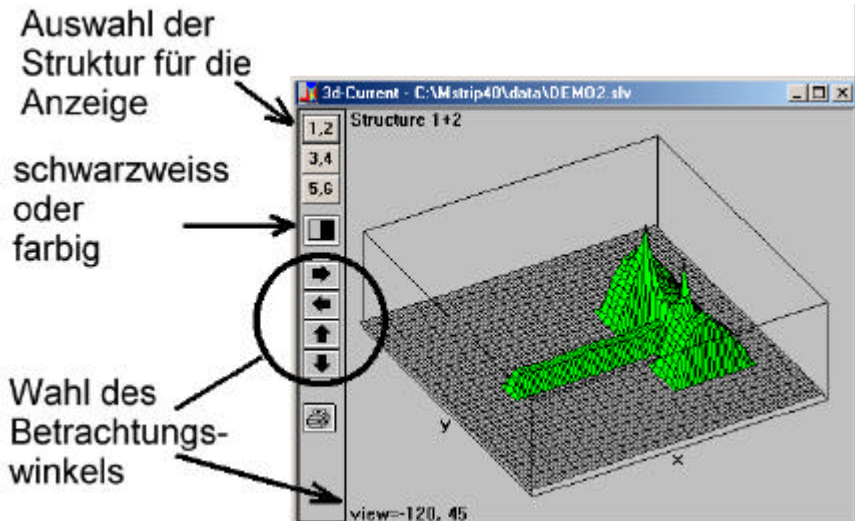 Auswahl der
Struktur für die
Anzeige
3d-Current - C:\Mstrip40\data\DEMO2.slv
1,2
Structure 1+2
3,4
5,6
schwarzweiss
oder
farbig
Wahl des
Betrachtungs-
winkels
y
x
view=-120, 45